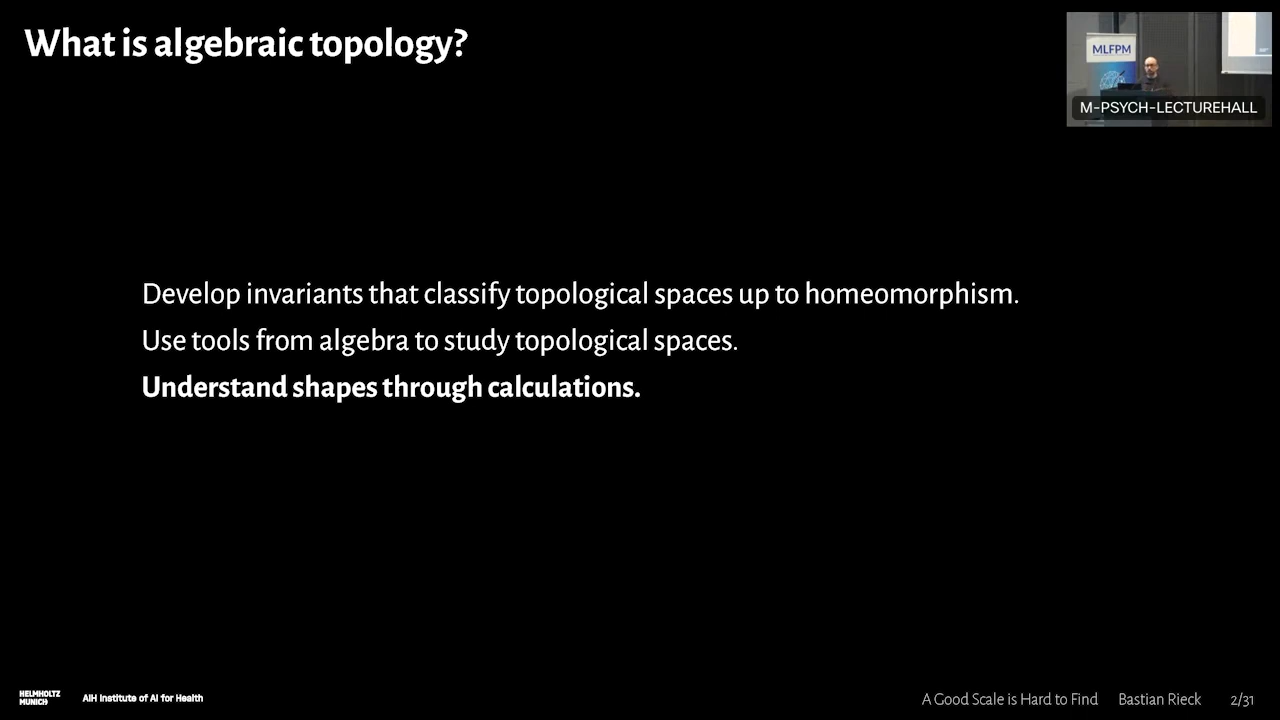 What is algebraic topology?
MLFPM
M-PSYCH-LECTUREHALL
Develop invariants that classify topological spaces up to homeomorphism.
Use tools from algebra to study topological spaces.
Understand shapes through calculations.
HELMHOLTZ
MUNICH
AIH Institute of AI for Health
A Good Scale is Hard to Find Bastian Rieck 2/31